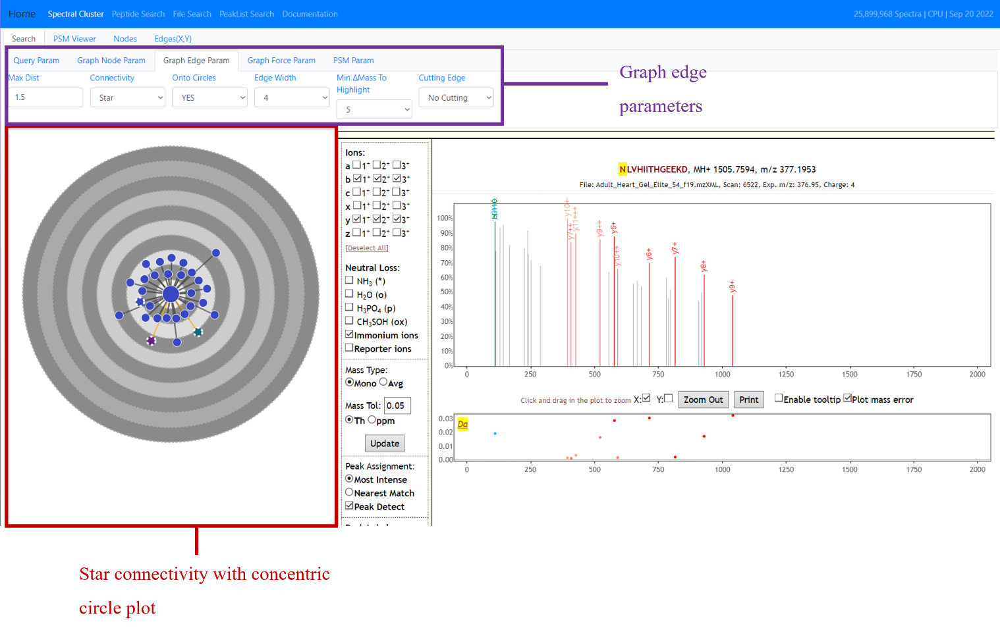 Home Spectral Cluster Peptide Search File Search PeakList Search Documentation 25,899,968 Spectra | CPU | Sep 20 2022
Search PSM Viewer Nodes Edges(X,Y)
Query Param Graph Node Param Graph Edge Param Graph Force Param PSM Param
Max Dist Connectivity Onto Circles Edge Width Min ΔMass To Highlight Cutting Edge
1.5 Star YES 4 5 No Cutting
Graph edge
parameters
Ions:
a 1+ 2+ 3+
b 1+ 2+ 3+
c 1+ 2+ 3+
x 1+ 2+ 3+
y 1+ 2+ 3+
z 1+ 2+ 3+
[Deselect All]
Neutral Loss:
NH3 (*)
H2O (o)
H3PO4 (p)
CH3SOH (ox)
Immonium ions
Reporter ions
Mass Type:
Mono Avg
Mass Tol: 0.05
Th ppm
Update
Peak Assignment:
Most Intense
Nearest Match
Peak Detect
NLVHIITHGEEKD, MH+ 1505.7594, m/z 377.1953
File: Adult_Heart_Gel_Elite_54_f19.mzXML, Scan: 6522, Exp. m/z: 376.95, Charge: 4
y10+ y7++ y11+++ y9++ y5+ y10++ y6+ y7+ y8+ y9+
100%
90%
80%
70%
60%
50%
40%
30%
20%
10%
0%
0 250 500 750 1000 1250 1500 1750 2000
Click and drag in the plot to zoom X: Y: Zoom Out Print Enable tooltip Plot mass error
Da
0.03
0.02
0.01
0.00
0 250 500 750 1000 1250 1500 1750 2000
Star connectivity with concentric
circle plot